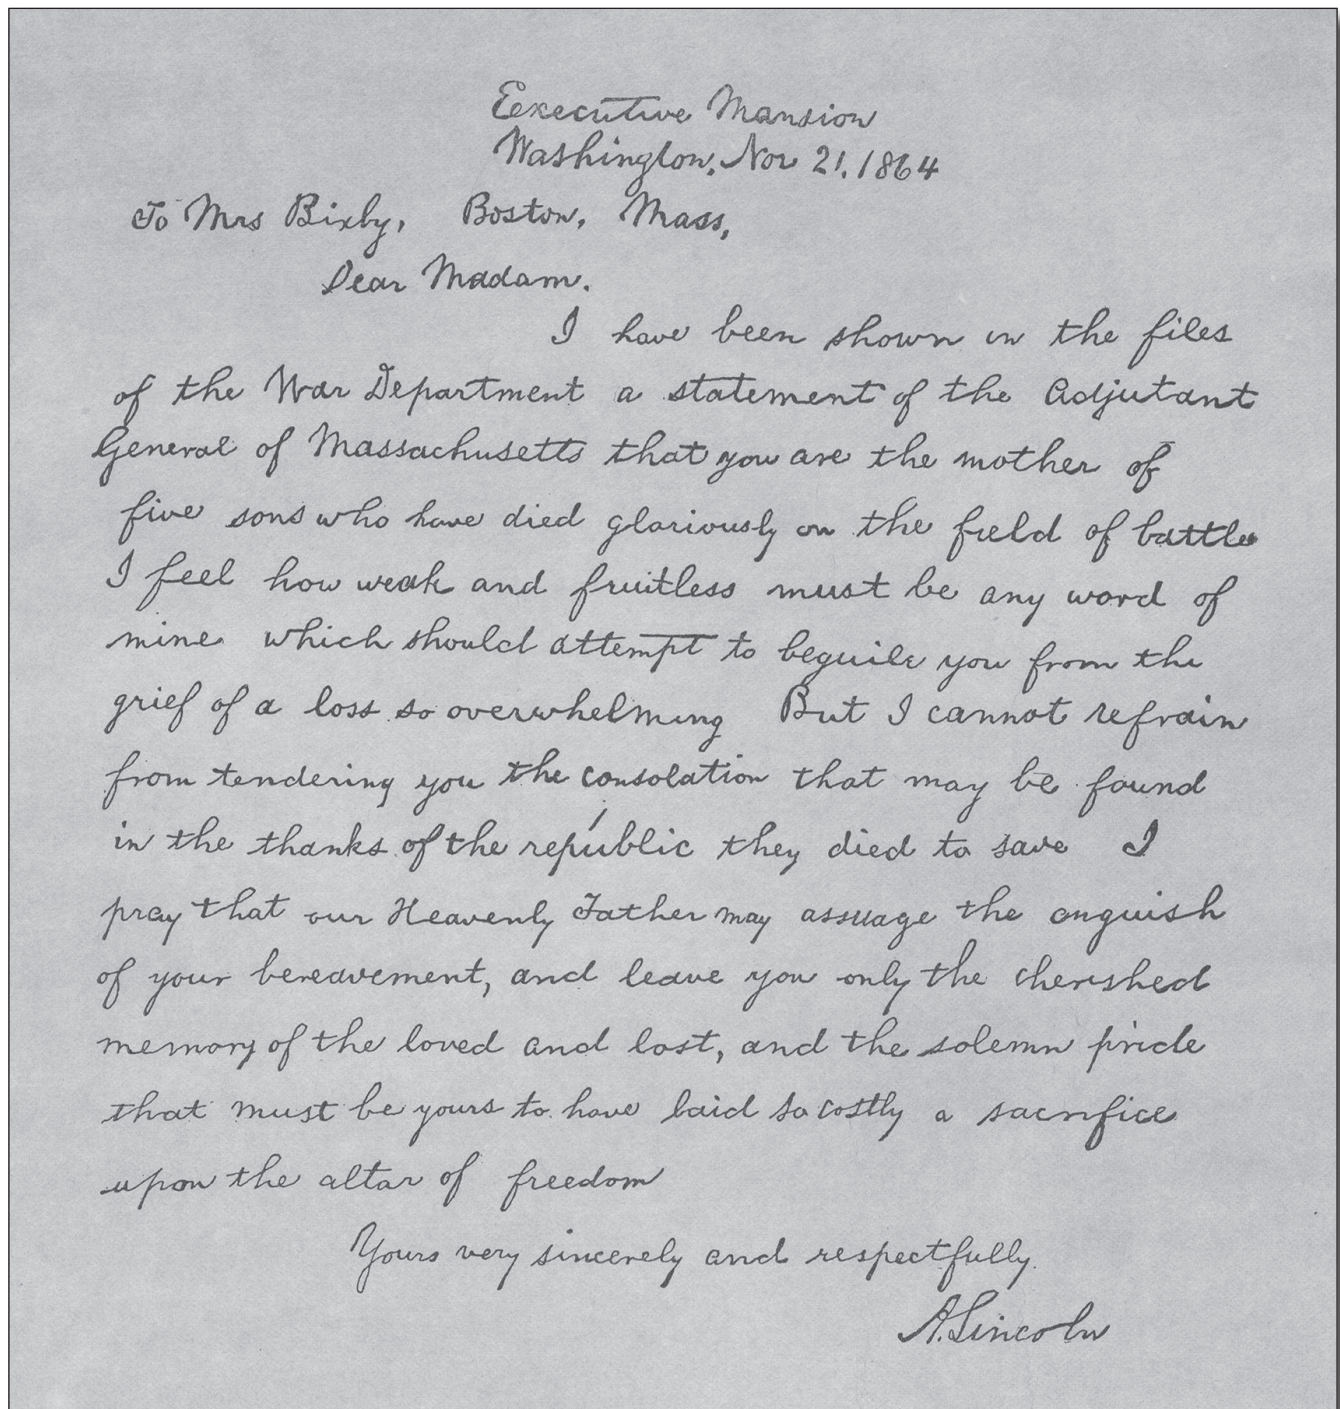 Executive Mansion
Washington, Nov 21, 1864
To Mrs Bixby, Boston, Mass,
Dear Madam.
I have been shown in the files
of the War Department a statement of the Adjutant
General of Massachusetts that you are the mother of
five sons who have died gloriously on the field of battle
I feel how weak and fruitless must be any word of
mine which should attempt to beguile you from the
grief of a loss so overwhelming But I cannot refrain
from tendering you the consolation that may be found
in the thanks of the republic they died to save I
pray that our Heavenly Father may assuage the anguish
of your bereavement, and leave you only the cherished
memory of the loved and lost, and the solemn pride
that must be yours to have laid so costly a sacrifice
upon the altar of freedom
Yours very sincerely and respectfully.
A. Lincoln